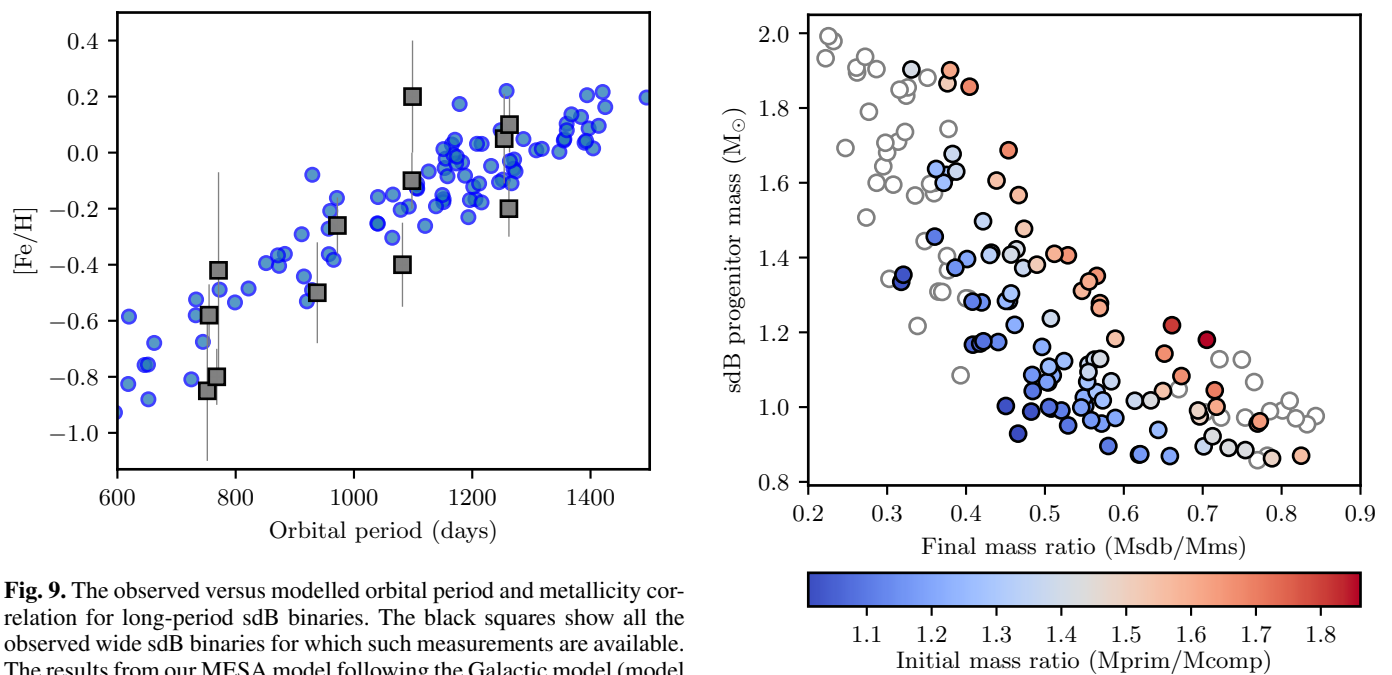 0.4
0.2
0.0
−0.2
−0.4
−0.6
−0.8
−1.0
[Fe/H]
600 800 1000 1200 1400
Orbital period (days)
Fig. 9. The observed versus modelled orbital period and metallicity cor-
relation for long-period sdB binaries. The black squares show all the
observed wide sdB binaries for which such measurements are available.
The results from our MESA model following the Galactic model (model
2.0
1.8
1.6
1.4
1.2
1.0
0.8
sdB progenitor mass (M⊙)
0.2 0.3 0.4 0.5 0.6 0.7 0.8 0.9
Final mass ratio (Msdb/Mms)
1.1 1.2 1.3 1.4 1.5 1.6 1.7 1.8
Initial mass ratio (Mprim/Mcomp)